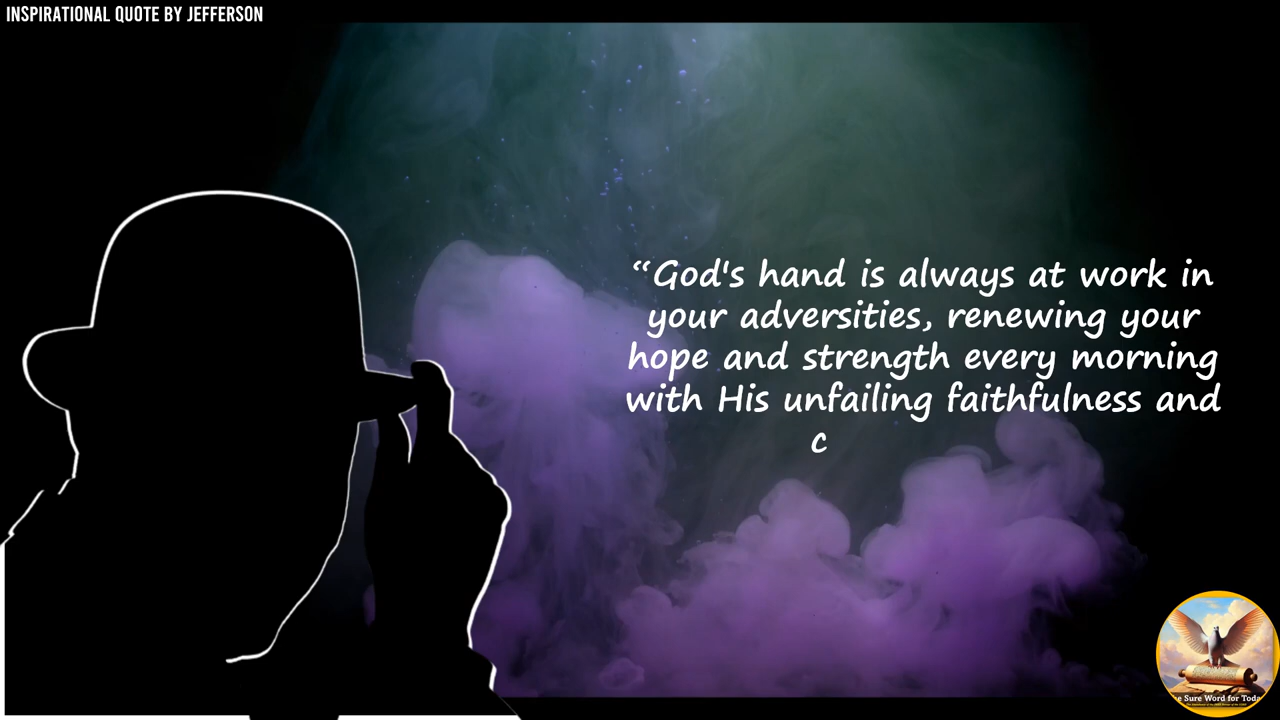 INSPIRATIONAL QUOTE BY JEFFERSON
“God's hand is always at work in
your adversities, renewing your
hope and strength every morning
with His unfailing faithfulness and
c
e Sure Word for Toda